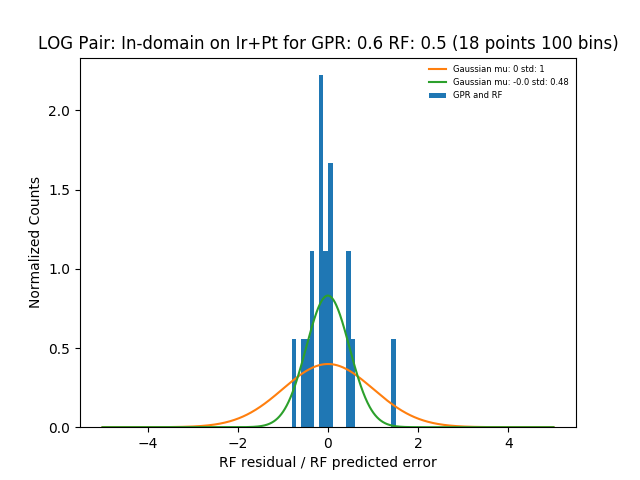 LOG Pair: In-domain on Ir+Pt for GPR: 0.6 RF: 0.5 (18 points 100 bins)
Gaussian mu: 0 std: 1
Gaussian mu: -0.0 std: 0.48
GPR and RF
Normalized Counts
2.0
1.5
1.0
0.5
0.0
−4 −2 0 2 4
RF residual / RF predicted error